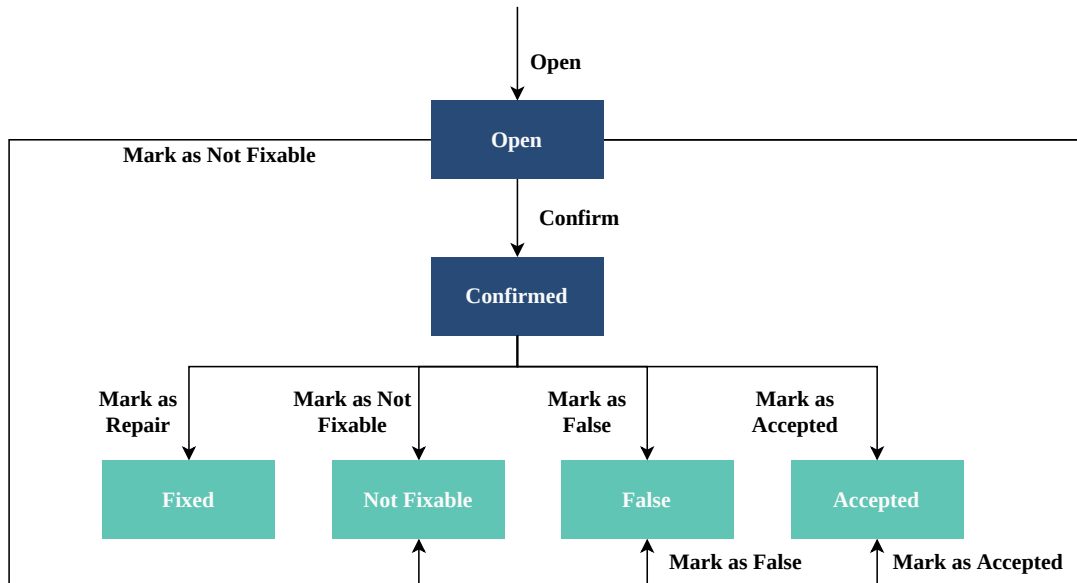 Open
Open
Mark as Not Fixable
Confirm
Confirmed
Mark as
Repair
Mark as Not
Fixable
Mark as
False
Mark as
Accepted
Fixed
Not Fixable
False
Accepted
Mark as False
Mark as Accepted